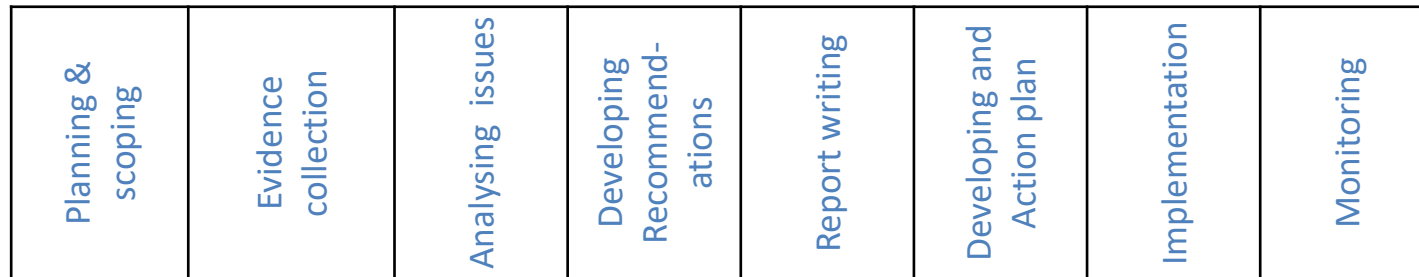 Planning &
scoping
Evidence
collection
Analysing issues
Developing
Recommend-
ations
Report writing
Developing and
Action plan
Implementation
Monitoring